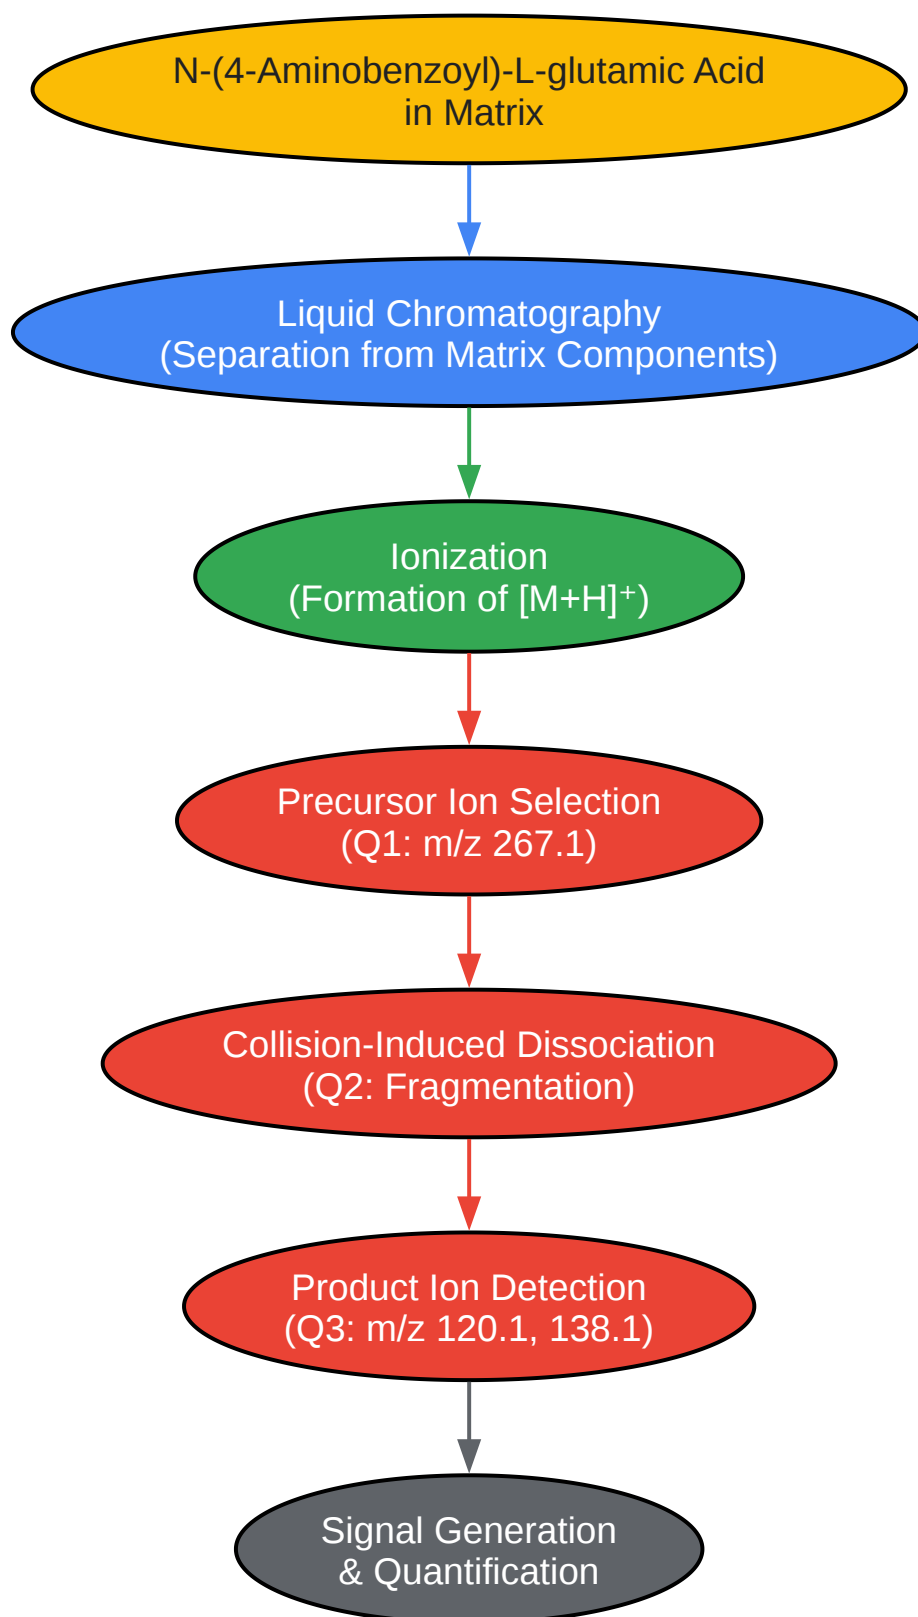 N-(4-Aminobenzoyl)-L-glutamic Acid
in Matrix
Liquid Chromatography
(Separation from Matrix Components)
Ionization
(Formation of [M+H]⁺)
Precursor Ion Selection
(Q1: m/z 267.1)
Collision-Induced Dissociation
(Q2: Fragmentation)
Product Ion Detection
(Q3: m/z 120.1, 138.1)
Signal Generation
& Quantification